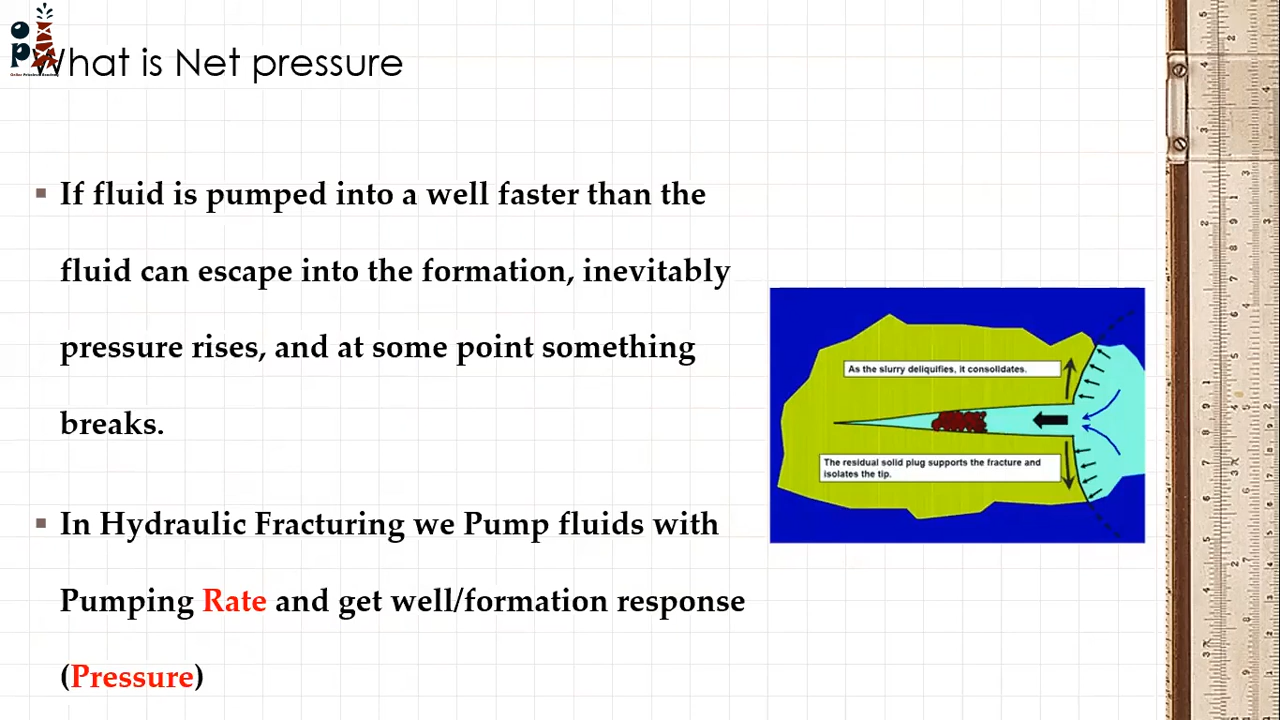 What is Net pressure
If fluid is pumped into a well faster than the
fluid can escape into the formation, inevitably
pressure rises, and at some point something
breaks.
In Hydraulic Fracturing we Pump fluids with
Pumping Rate and get well/formation response
(Pressure)
As the slurry deliquifies, it consolidates.
The residual solid plug supports the fracture and
isolates the tip.